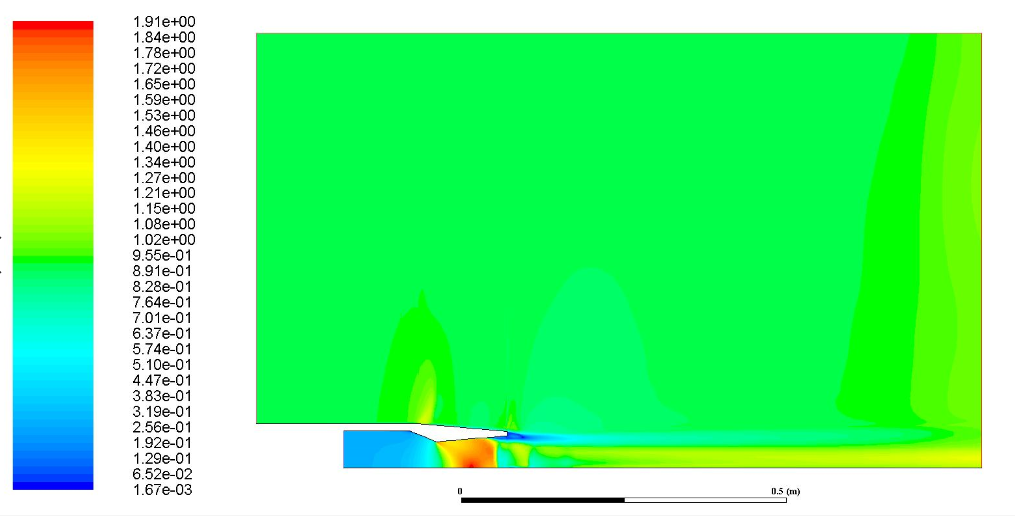 1.91e+00
1.84e+00
1.78e+00
1.72e+00
1.65e+00
1.59e+00
1.53e+00
1.46e+00
1.40e+00
1.34e+00
1.27e+00
1.21e+00
1.15e+00
1.08e+00
1.02e+00
9.55e-01
8.91e-01
8.28e-01
7.64e-01
7.01e-01
6.37e-01
5.74e-01
5.10e-01
4.47e-01
3.83e-01
3.19e-01
2.56e-01
1.92e-01
1.29e-01
6.52e-02
1.67e-03
0 0.5 (m)